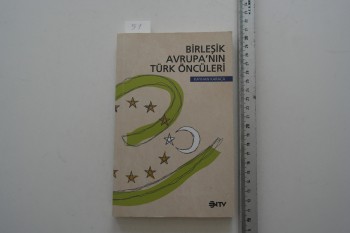 BİRLEŞİK
AVRUPA'NIN
TÜRK ÖNCÜLERİ
NTV